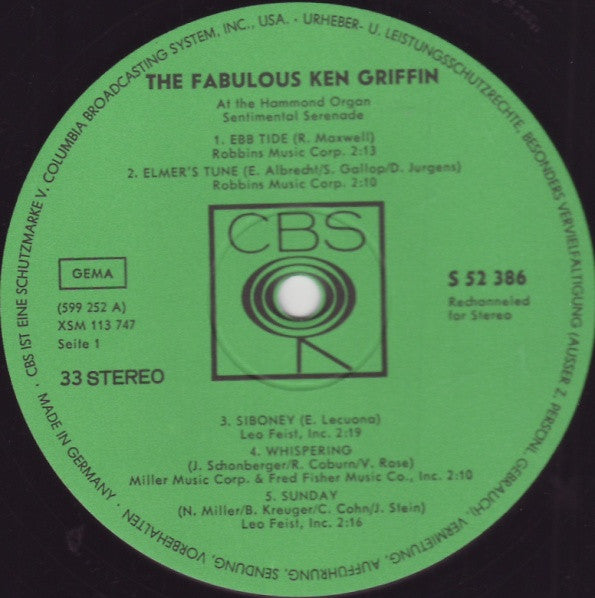 THE FABULOUS KEN GRIFFIN
At the Hammond Organ
Sentimental Serenade
1. EBB TIDE (R. Maxwell)
Robbins Music Corp. 2:13
2. ELMER'S TUNE (E. Albrecht/S. Gallop/D. Jurgens)
Robbins Music Corp. 2:10
CBS
GEMA
(599 252 A)
XSM 113 747
Seite 1
33 STEREO
S 52 386
Rechanneled
for Stereo
3. SIBONEY (E. Lecuona)
Leo Feist, Inc. 2:19
4. WHISPERING
(J. Schonberger/R. Coburn/V. Rose)
Miller Music Corp. & Fred Fisher Music Co., Inc. 2:10
5. SUNDAY
(N. Miller/B. Kreuger/C. Cohn/J. Stein)
Leo Feist, Inc. 2:16
· CBS IST EINE SCHUTZMARKE V. COLUMBIA BROADCASTING SYSTEM, INC., USA. · URHEBER- U. LEISTUNGSSCHUTZRECHTE, BESONDERS VERVIELFÄLTIGUNG (AUSSER Z. PERSÖNL. GEBRAUCH), VERMIETUNG, AUFFÜHRUNG, SENDUNG, VORBEHALTEN · MADE IN GERMANY